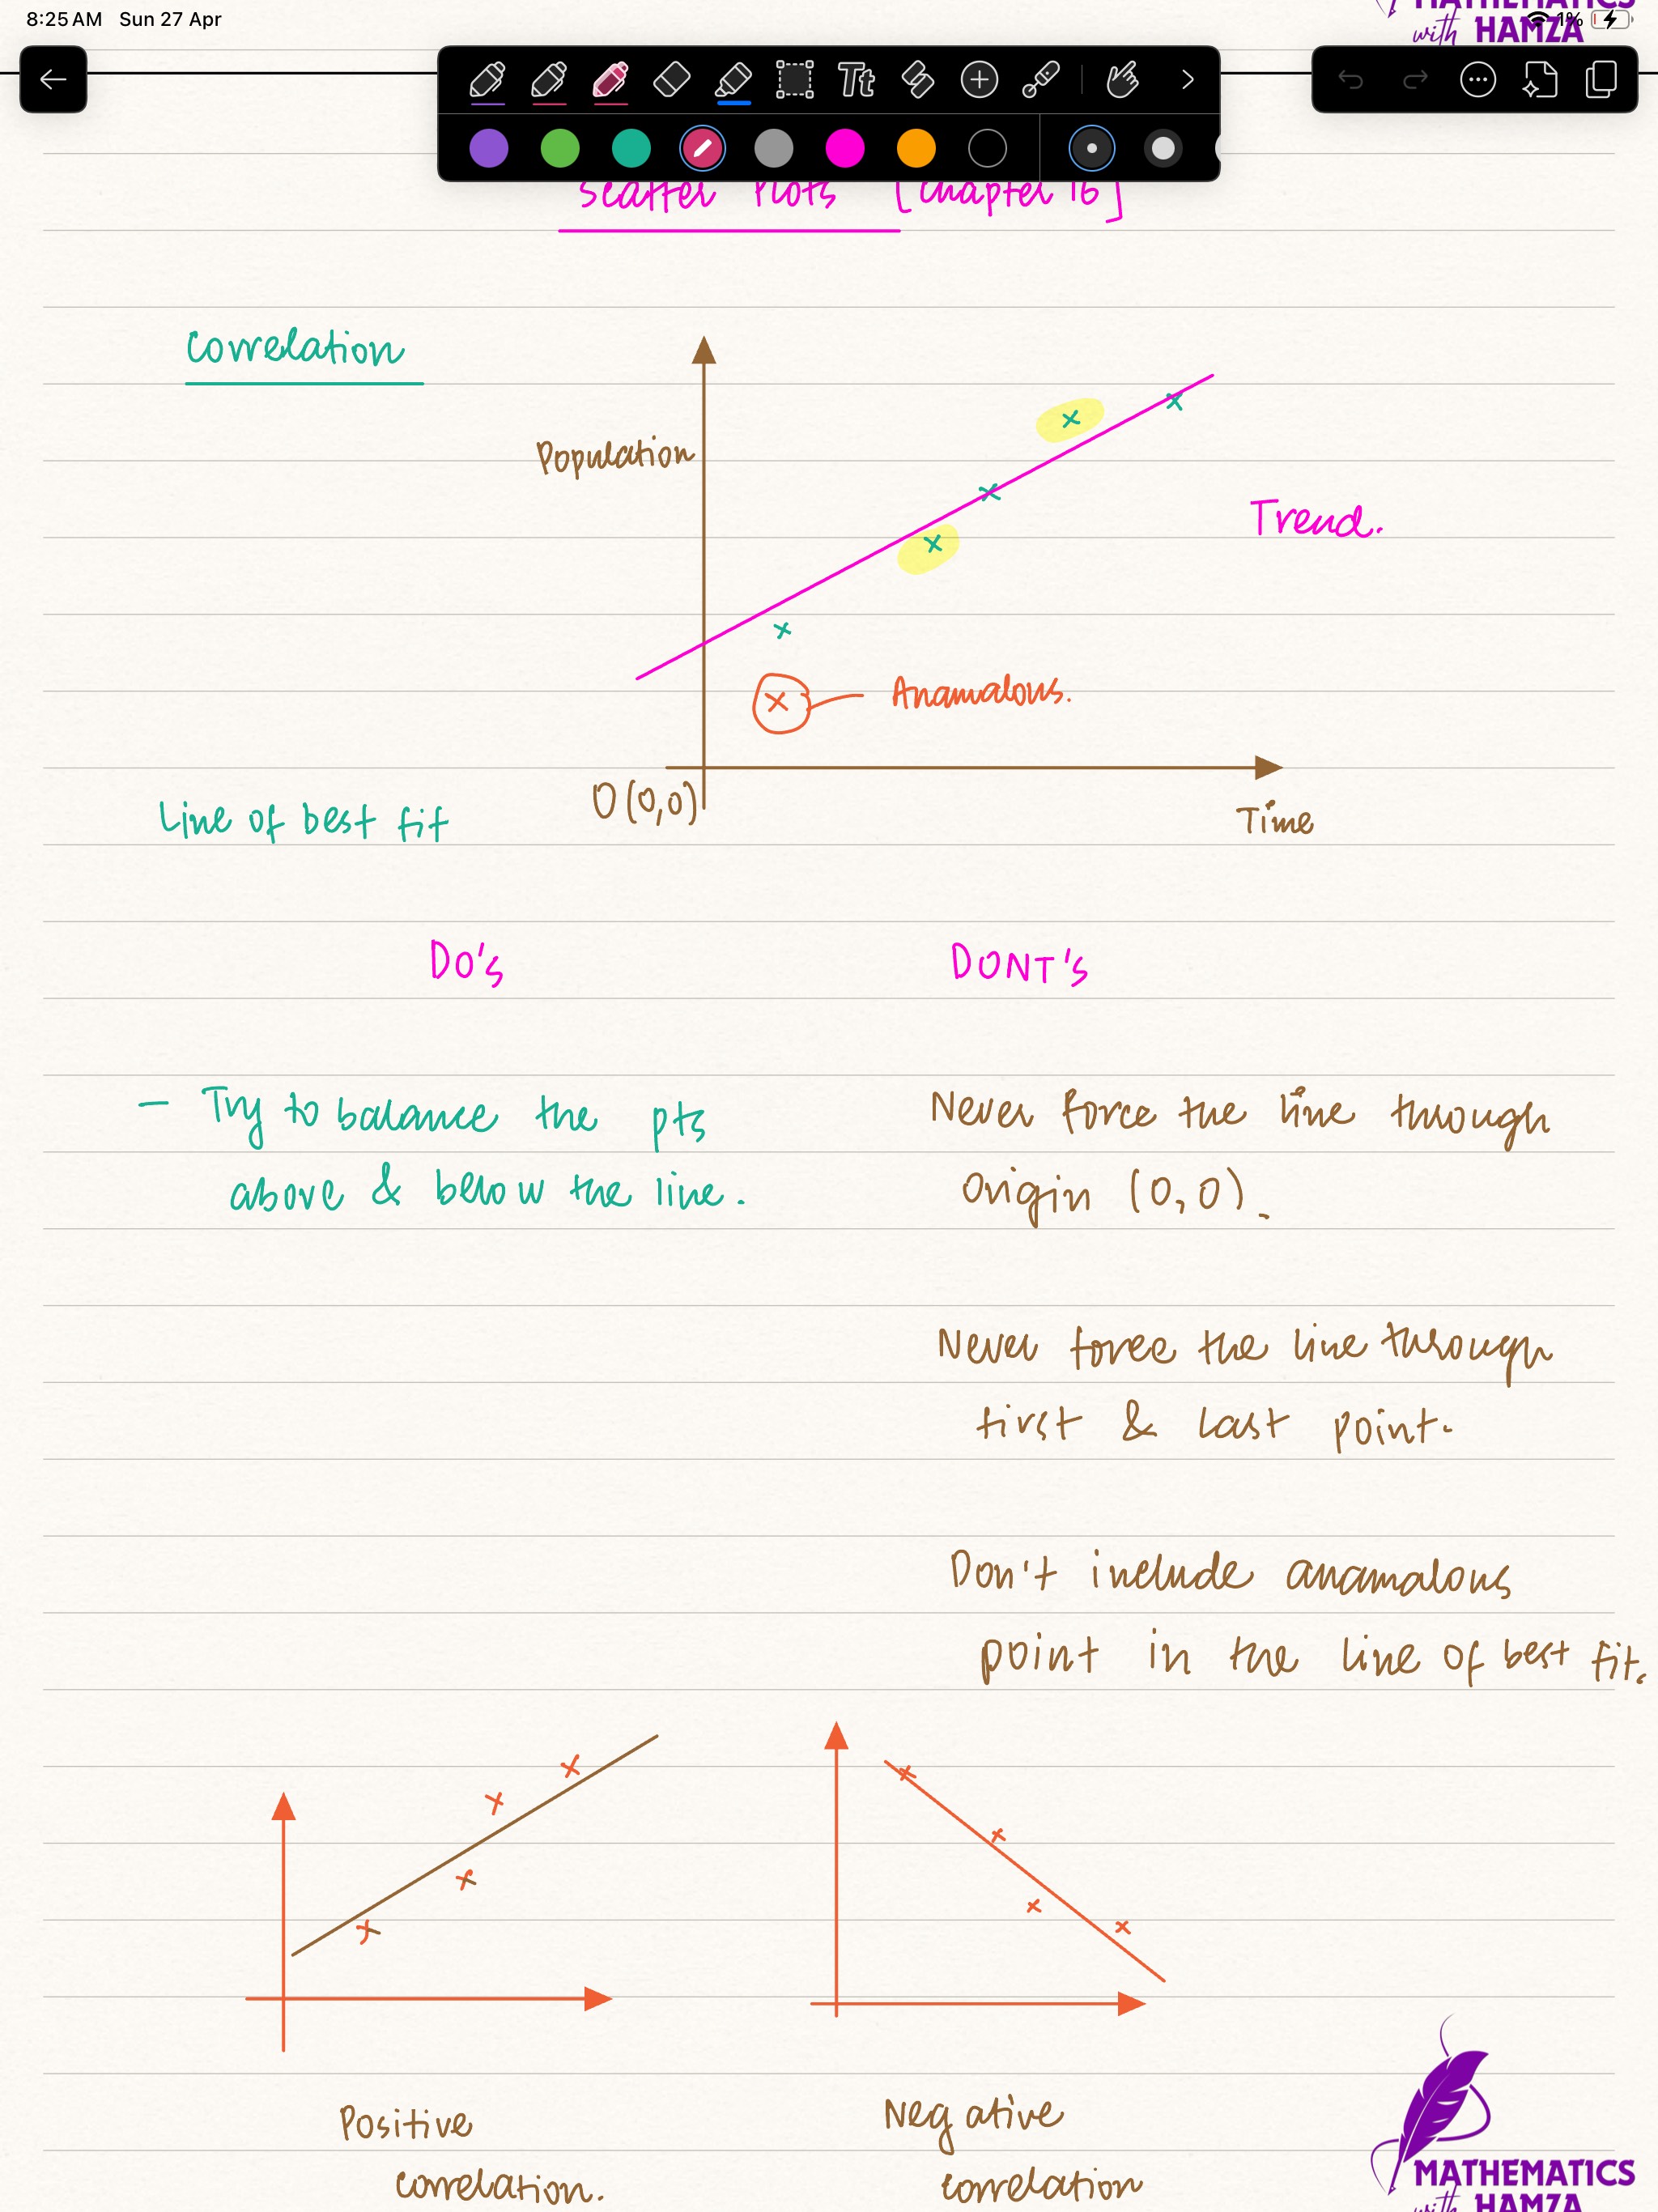 8:25 AM Sun 27 Apr
1%
MATHEMATICS
with HAMZA
Tt
Scatter Plots [Chapter 16]
Correlation
Population
Trend.
Anamalous.
O (0,0)
Time
Line of best fit
DO's
DONT's
- Try to balance the pts
above & below the line.
Never force the line through
origin (0,0).
Never force the line through
first & last point.
Don't include anamalous
point in the line of best fit.
Positive
correlation.
Negative
correlation
MATHEMATICS
with HAMZA